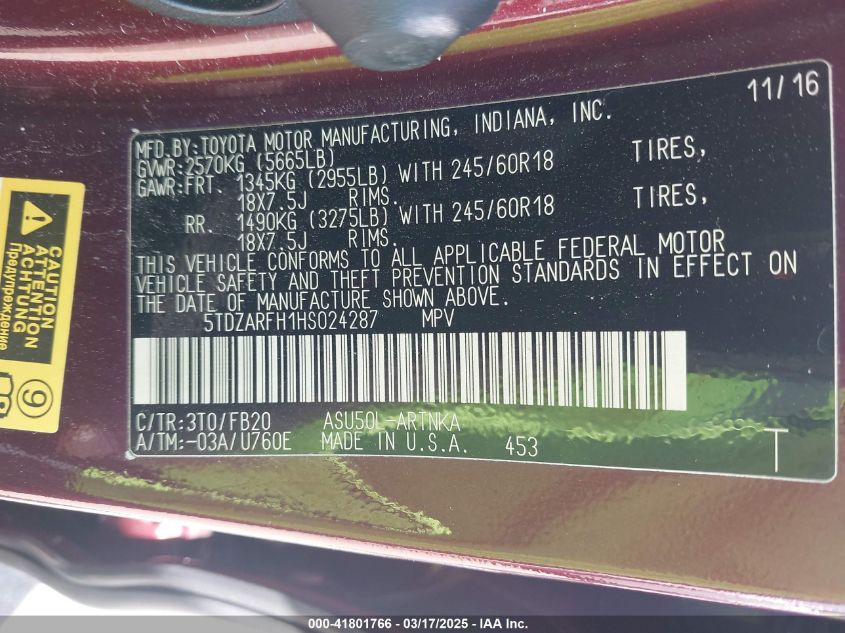 11/16
MFD.BY:TOYOTA MOTOR MANUFACTURING, INDIANA, INC.
GVWR:2570KG (5665LB)
GAWR:FRT. 1345KG (2955LB) WITH 245/60R18 TIRES,
18X7.5J RIMS.
RR. 1490KG (3275LB) WITH 245/60R18 TIRES,
18X7.5J RIMS.
THIS VEHICLE CONFORMS TO ALL APPLICABLE FEDERAL MOTOR
VEHICLE SAFETY AND THEFT PREVENTION STANDARDS IN EFFECT ON
THE DATE OF MANUFACTURE SHOWN ABOVE.
5TDZARFH1HS024287 MPV
C/TR:3T0/FB20 ASU50L-ARTNKA
A/TM:-03A/U760E MADE IN U.S.A. 453
T
CAUTION
ATTENTION
ACHTUNG
Предупреждение
9
000-41801766 - 03/17/2025 - IAA Inc.